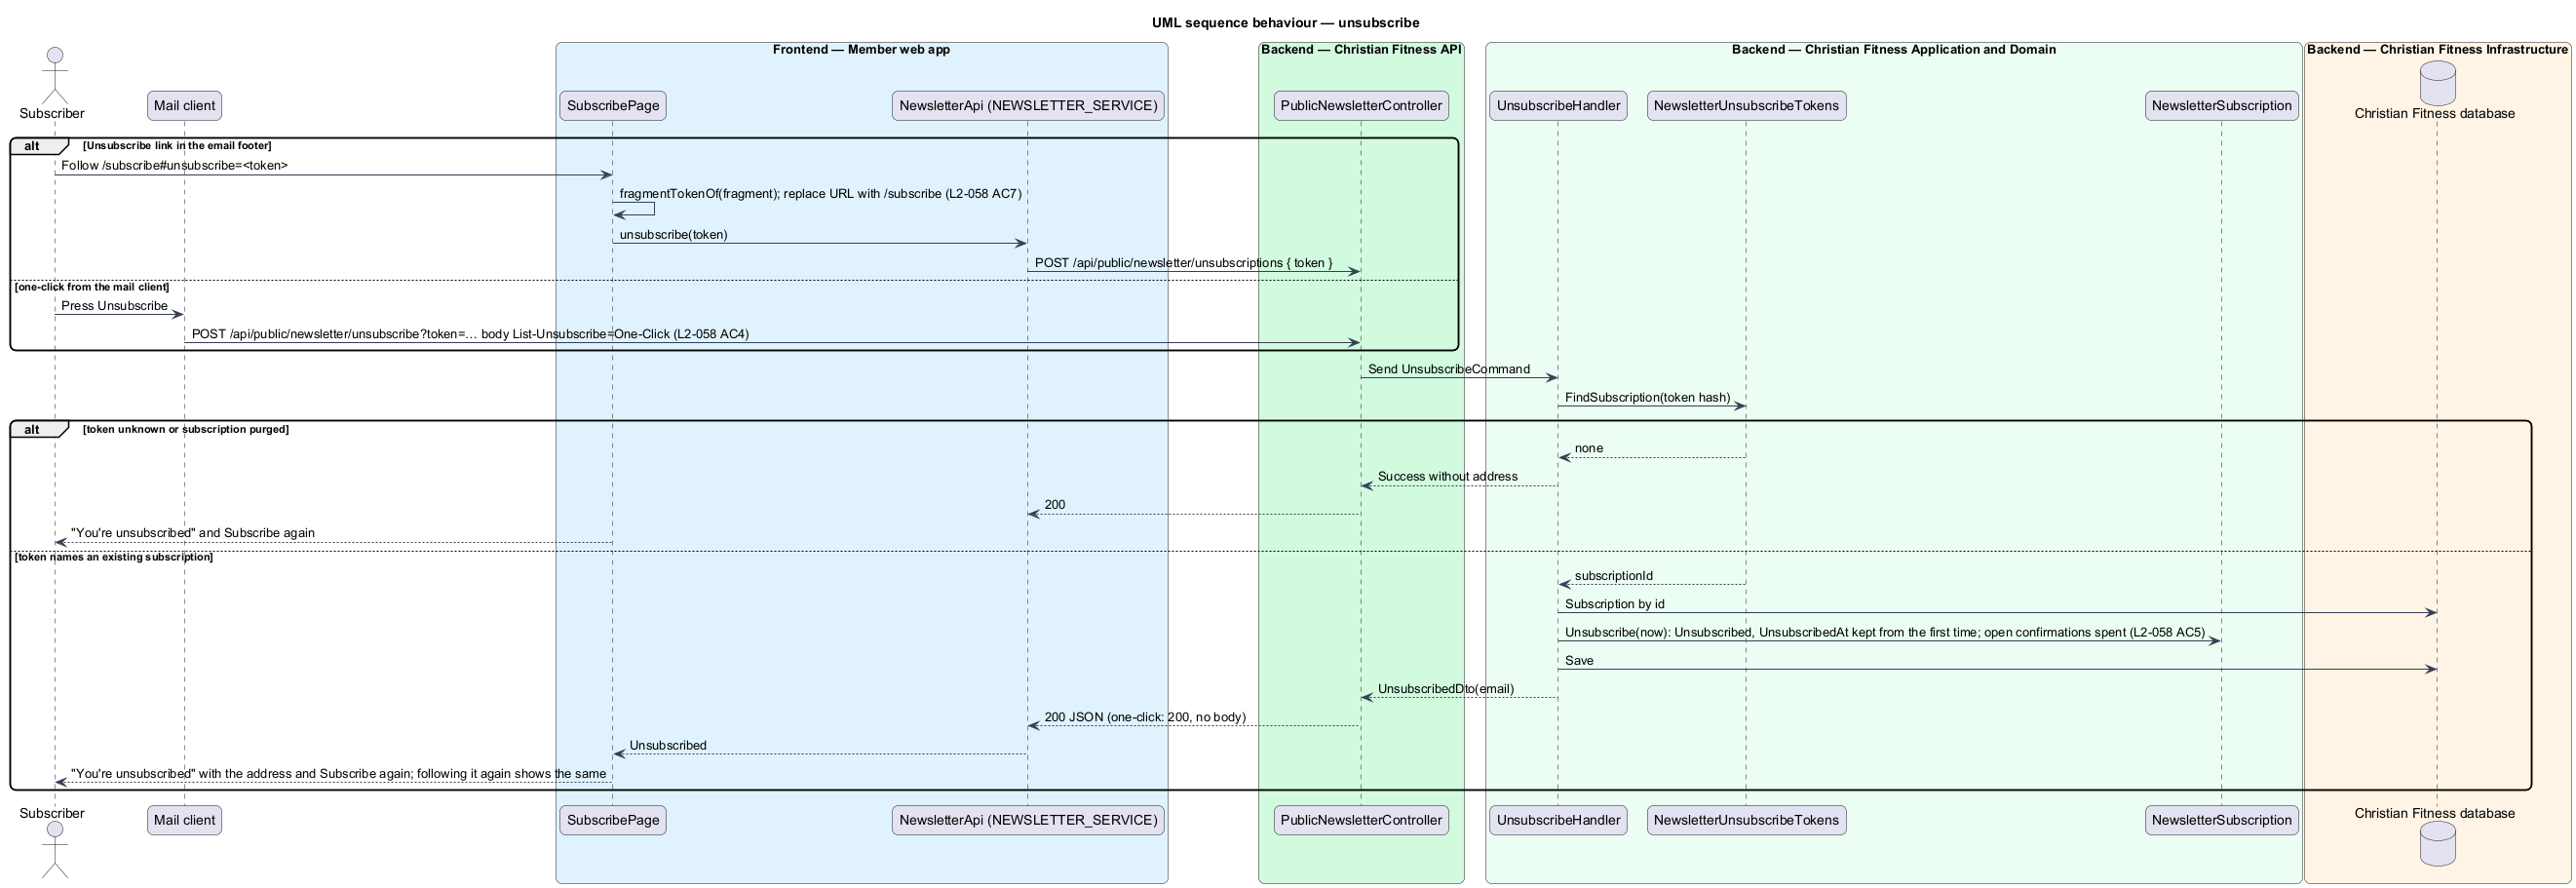 UML sequence behaviour — unsubscribe
Frontend — Member web app
Backend — Christian Fitness API
Backend — Christian Fitness Application and Domain
Backend — Christian Fitness Infrastructure
Subscriber
Mail client
SubscribePage
NewsletterApi (NEWSLETTER_SERVICE)
PublicNewsletterController
UnsubscribeHandler
NewsletterUnsubscribeTokens
NewsletterSubscription
Christian Fitness database
alt [Unsubscribe link in the email footer]
Follow /subscribe#unsubscribe=<token>
fragmentTokenOf(fragment); replace URL with /subscribe (L2-058 AC7)
unsubscribe(token)
POST /api/public/newsletter/unsubscriptions { token }
[one-click from the mail client]
Press Unsubscribe
POST /api/public/newsletter/unsubscribe?token=… body List-Unsubscribe=One-Click (L2-058 AC4)
Send UnsubscribeCommand
FindSubscription(token hash)
alt [token unknown or subscription purged]
none
Success without address
200
"You're unsubscribed" and Subscribe again
[token names an existing subscription]
subscriptionId
Subscription by id
Unsubscribe(now): Unsubscribed, UnsubscribedAt kept from the first time; open confirmations spent (L2-058 AC5)
Save
UnsubscribedDto(email)
200 JSON (one-click: 200, no body)
Unsubscribed
"You're unsubscribed" with the address and Subscribe again; following it again shows the same
Subscriber
Mail client
SubscribePage
NewsletterApi (NEWSLETTER_SERVICE)
PublicNewsletterController
UnsubscribeHandler
NewsletterUnsubscribeTokens
NewsletterSubscription
Christian Fitness database